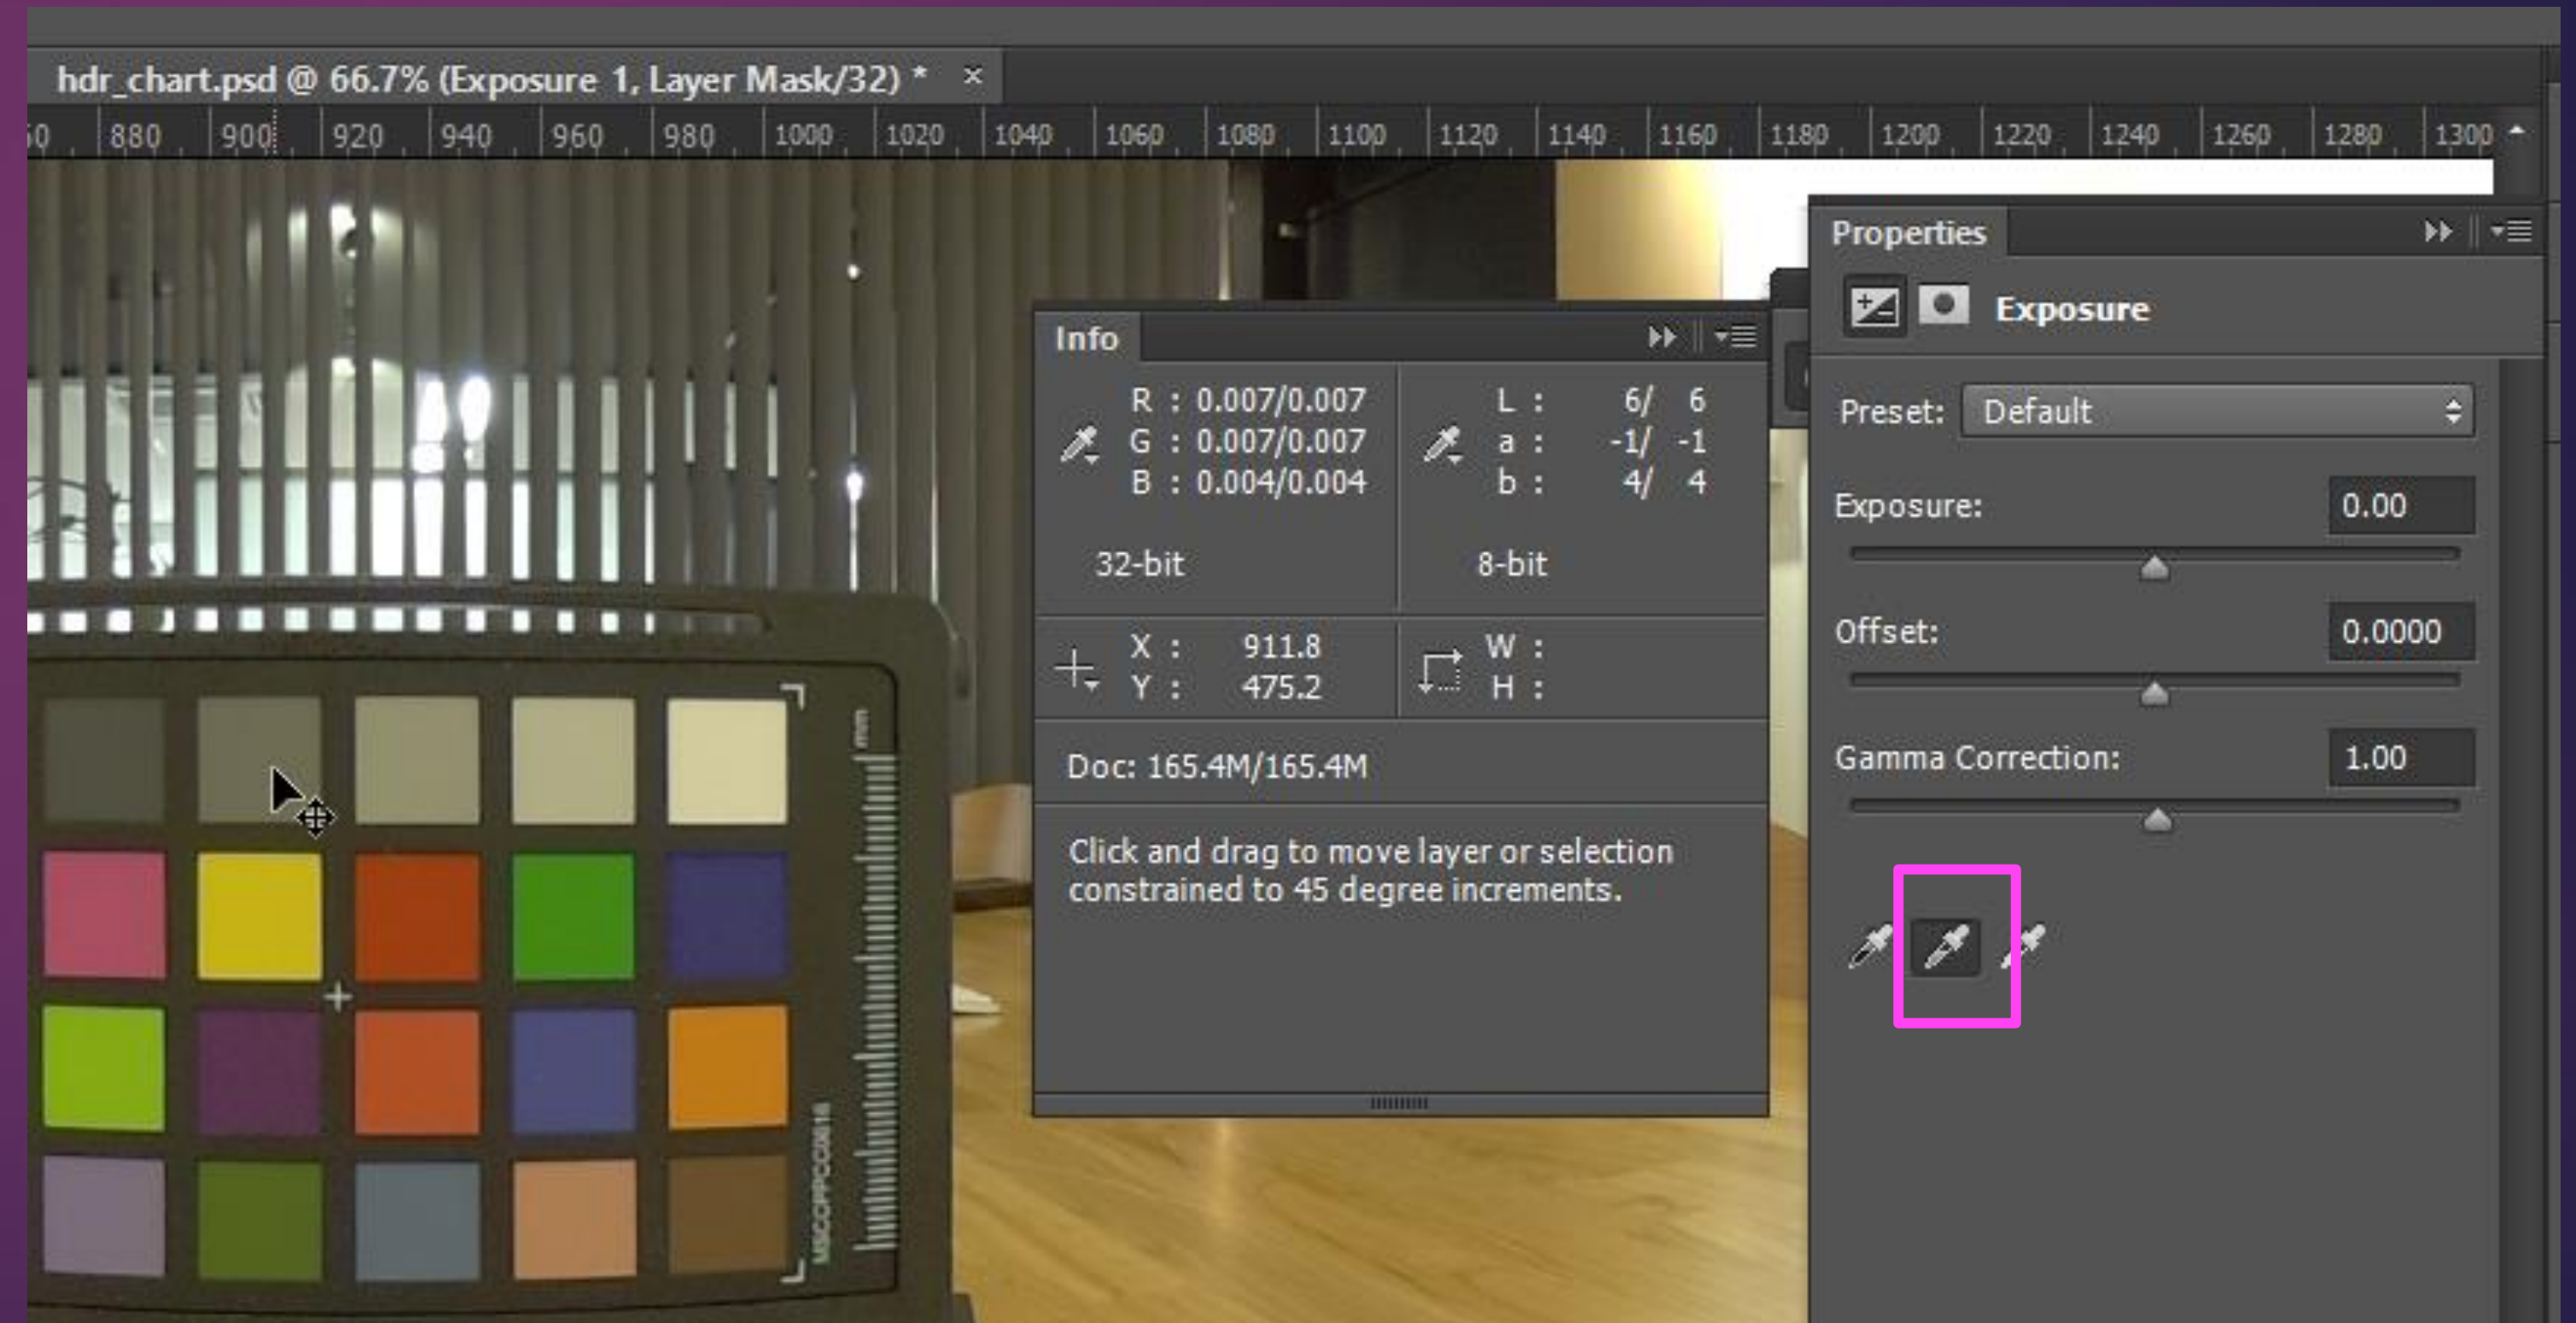 hdr_chart.psd @ 66.7% (Exposure 1, Layer Mask/32) * ×
880 900 920 940 960 980 1000 1020 1040 1060 1080 1100 1120 1140 1160 1180 1200 1220 1240 1260 1280 1300
Info
R : 0.007/0.007
G : 0.007/0.007
B : 0.004/0.004
32-bit
L : 6/ 6
a : -1/ -1
b : 4/ 4
8-bit
X : 911.8
Y : 475.2
W :
H :
Doc: 165.4M/165.4M
Click and drag to move layer or selection
constrained to 45 degree increments.
Properties
Exposure
Preset: Default
Exposure: 0.00
Offset: 0.0000
Gamma Correction: 1.00
mm